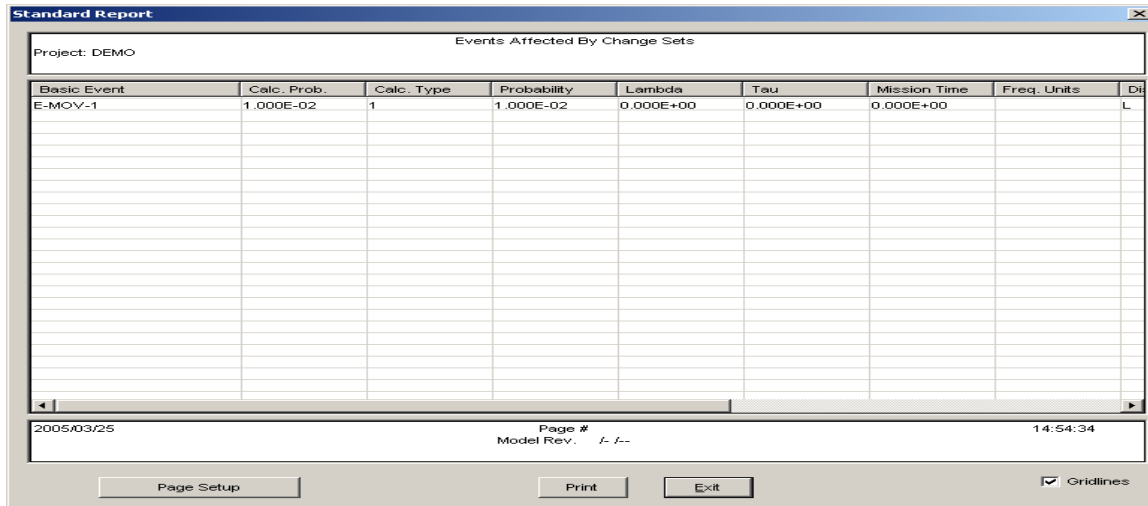 Standard Report
Events Affected By Change Sets
Project: DEMO
Basic Event Calc. Prob. Calc. Type Probability Lambda Tau Mission Time Freq. Units Dis
E-MOV-1 1.000E-02 1 1.000E-02 0.000E+00 0.000E+00 0.000E+00 L
2005/03/25 Page # 14:54:34
Model Rev. /- /--
Page Setup Print Exit Gridlines